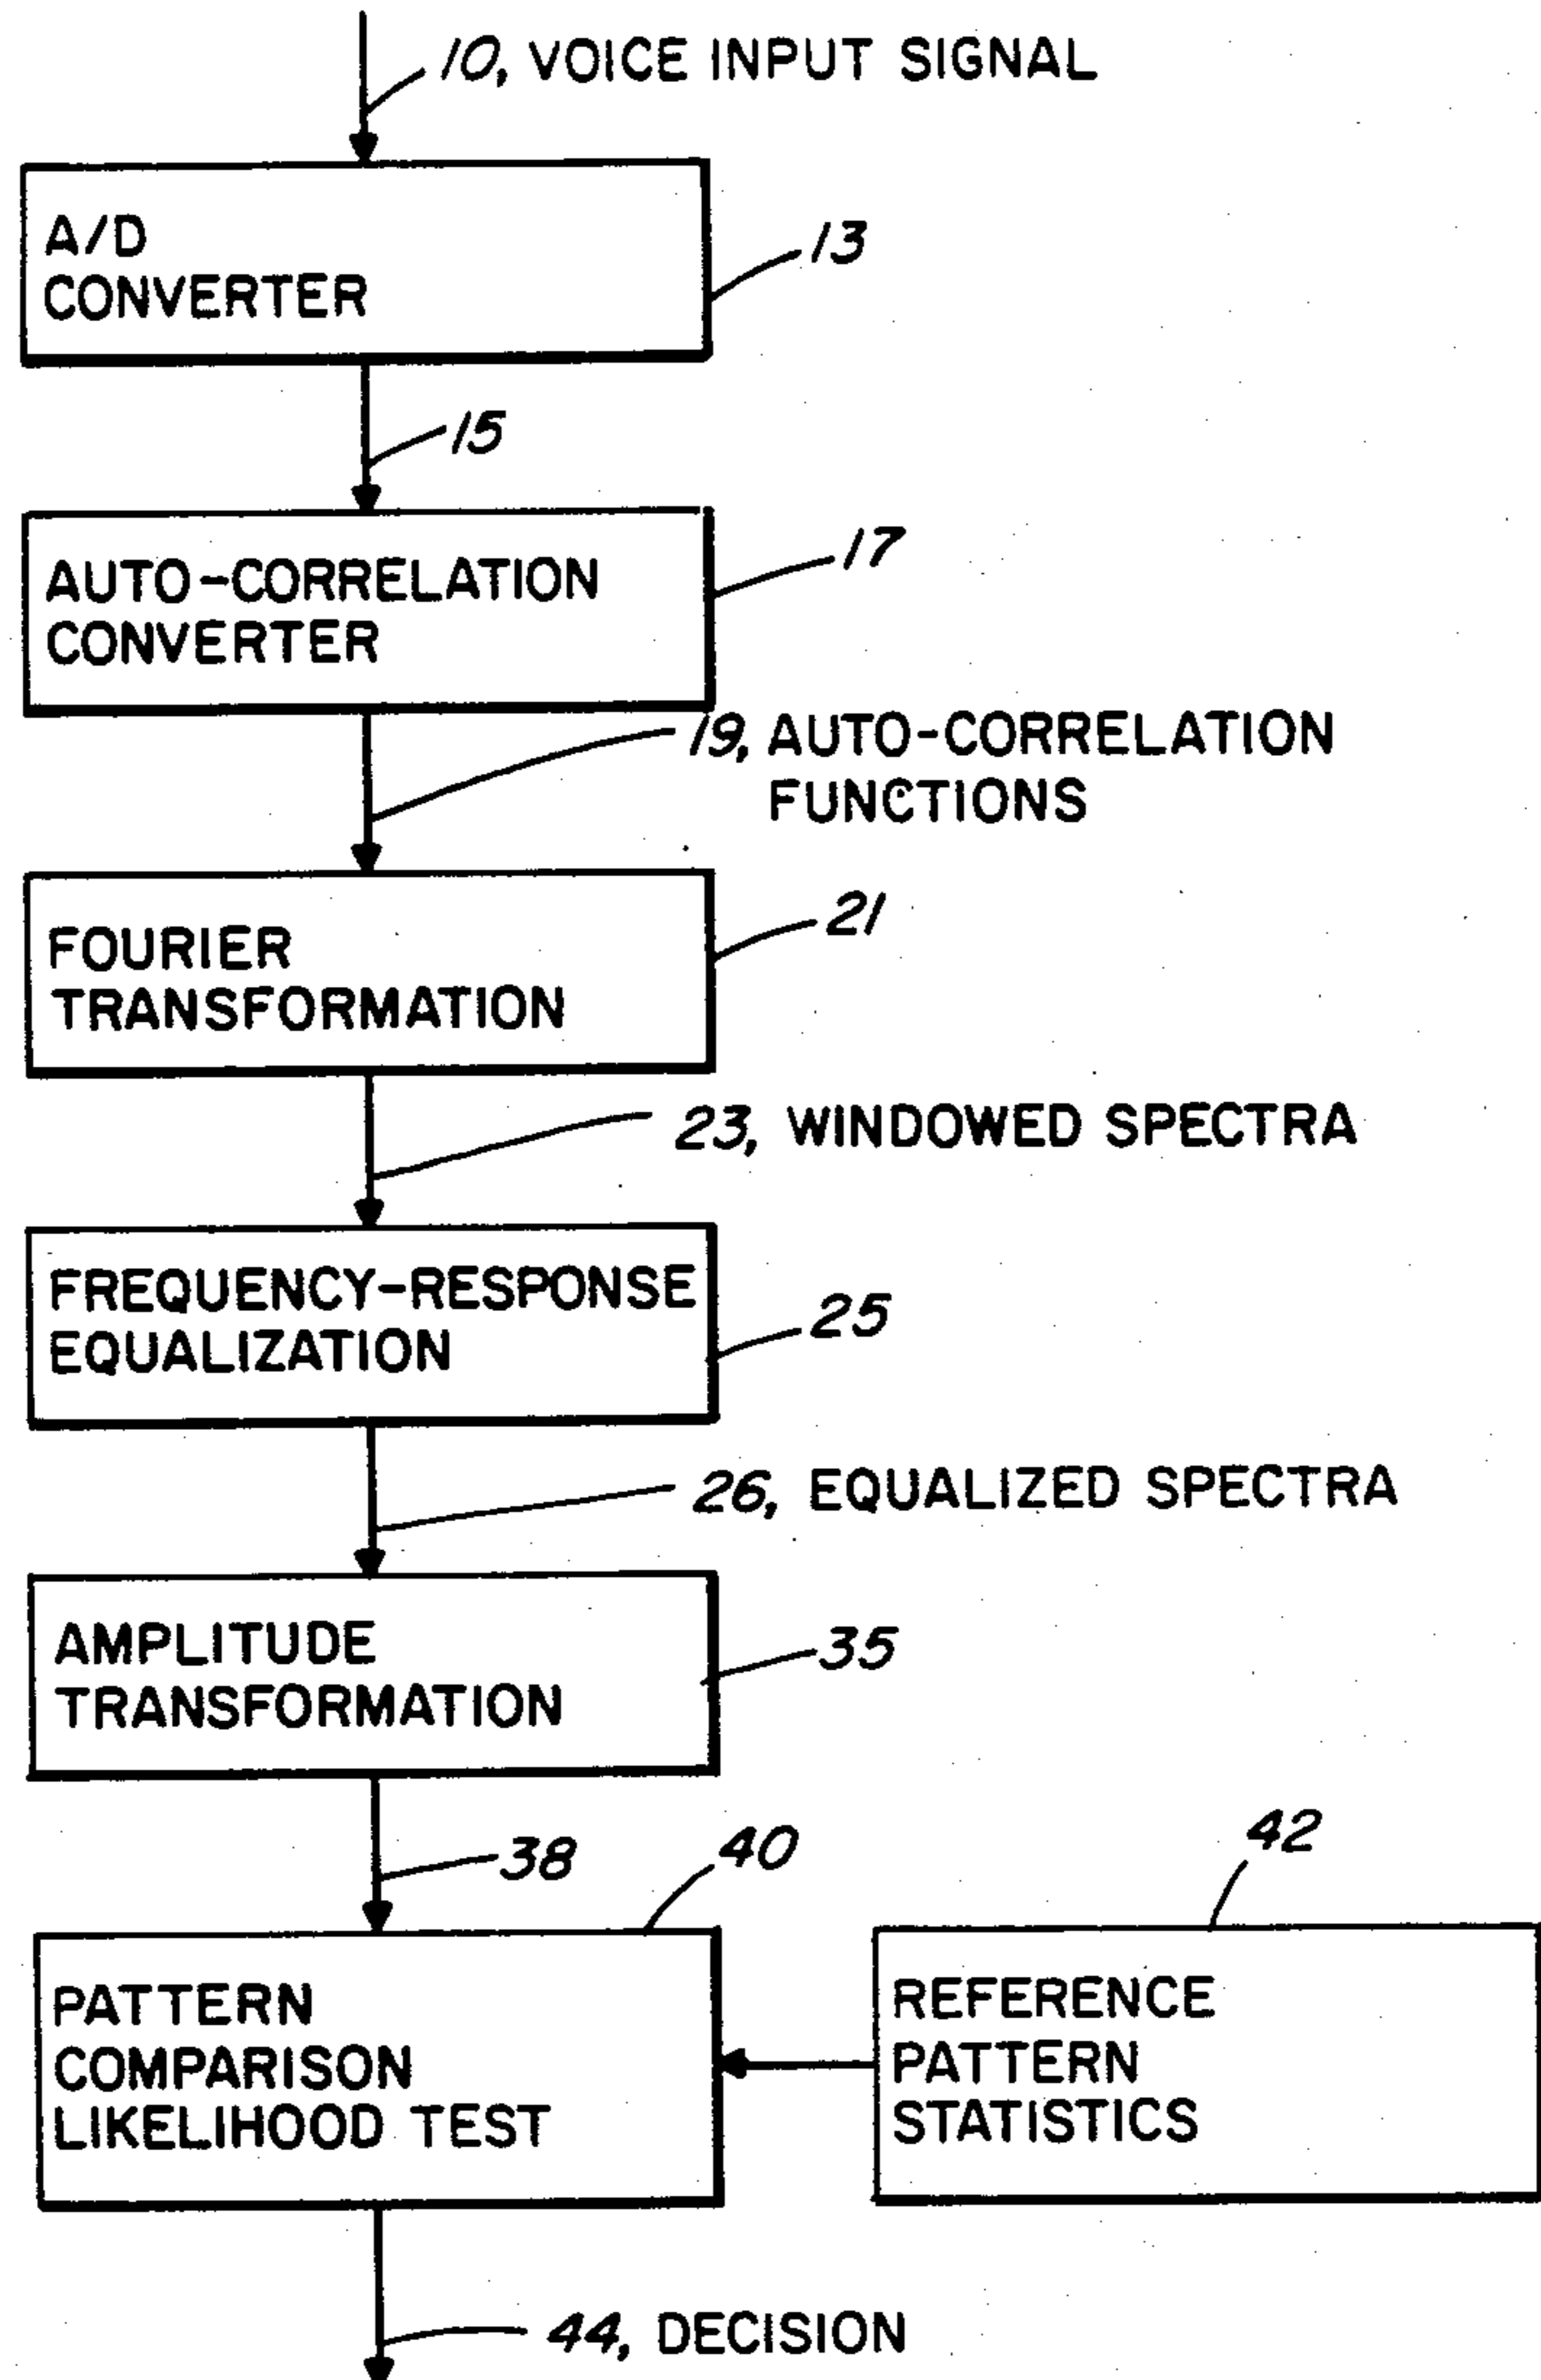 10, VOICE INPUT SIGNAL
A/D
CONVERTER
13
15
AUTO-CORRELATION
CONVERTER
17
19, AUTO-CORRELATION
FUNCTIONS
FOURIER
TRANSFORMATION
21
23, WINDOWED SPECTRA
FREQUENCY-RESPONSE
EQUALIZATION
25
26, EQUALIZED SPECTRA
AMPLITUDE
TRANSFORMATION
35
38
40
42
PATTERN
COMPARISON
LIKELIHOOD TEST
REFERENCE
PATTERN
STATISTICS
44, DECISION